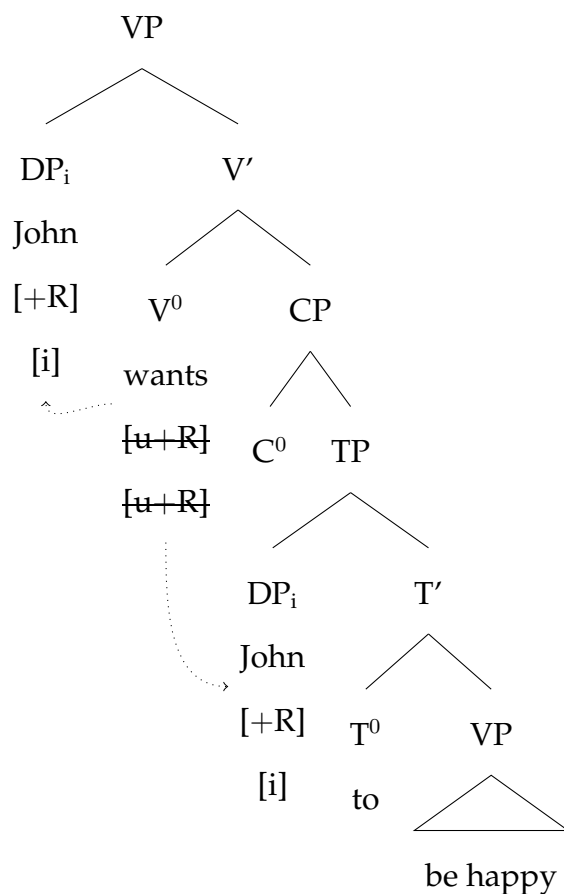 VP
DPᵢ V’
John
[+R] V⁰ CP
[i] wants
[u+R] C⁰ TP
[u+R]
DPᵢ T’
John
[+R] T⁰ VP
[i] to
be happy